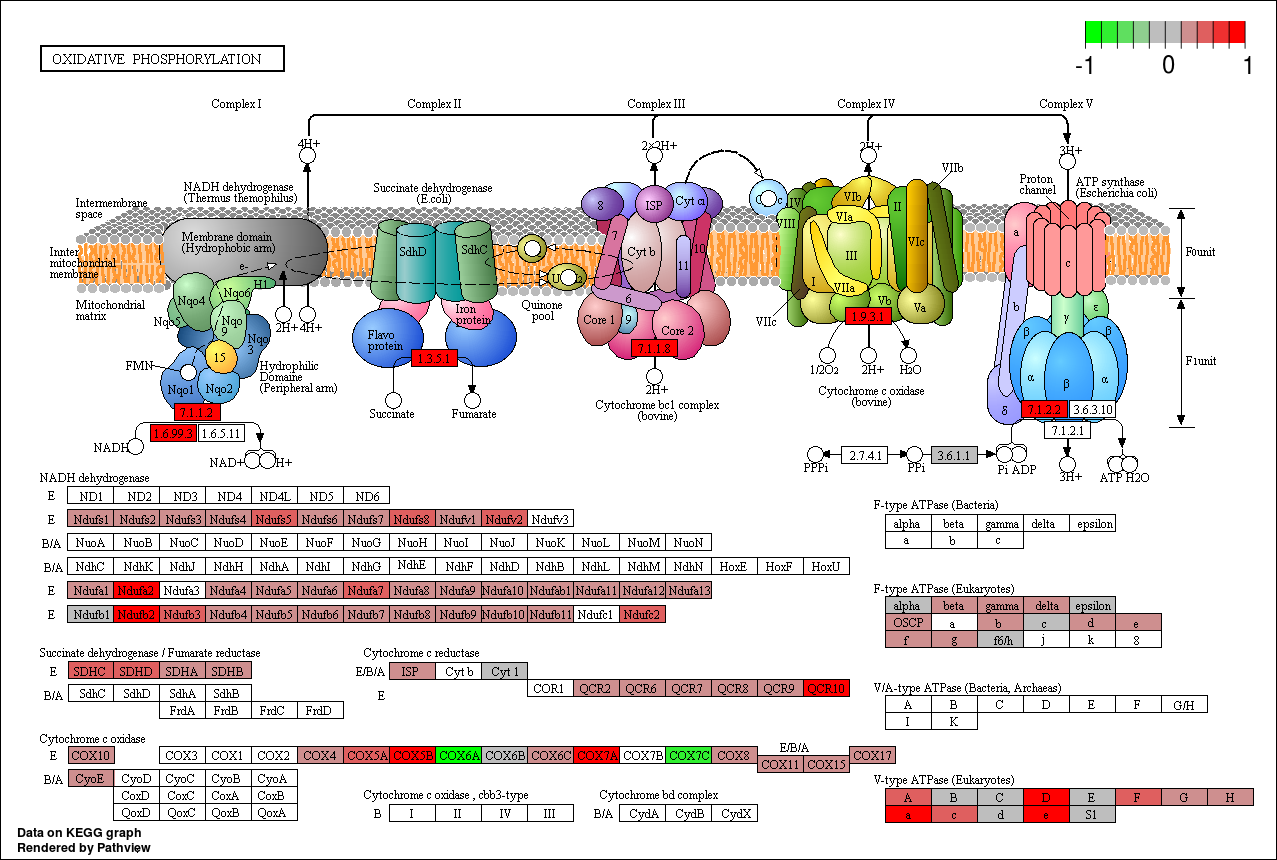 OXIDATIVE PHOSPHORYLATION
-1 0 1
Complex I Complex II Complex III Complex IV Complex V
4H+ 2×2H+ 2H+ 3H+
NADH dehydrogenase
(Thermus themophilus)
Succinate dehydrogenase
(E.coli)
VIIb
Proton
channel
ATP synthase
(Escherichia coli)
Intermembrane
space
Innter
mitochondrial
membrane
Mitochondrial
matrix
Membrane domain
(Hydrophobic arm)
e-
H1
SdhD SdhC
8 ISP Cyt c1
7 Cyt b 10
11
6
Core 1 9 Core 2
c
IV VIb II
VIII VIa
III VIc
I VIIa
VIIc Vb Va
a c
b
γ ε
β β
α β α
δ
F0unit
F1unit
Nqo4 Nqo6
Nqo5 Nqo
9
Nqo
3
15
FMN
Nqo1 Nqo2
2H+ 4H+
Hydrophilic
Domaine
(Peripheral arm)
Flavo
protein
Iron
protein
Quinone
pool
1.9.3.1
7.1.1.8
1.3.5.1
7.1.1.2
1.6.99.3 1.6.5.11
7.1.2.2 3.6.3.10
7.1.2.1
1/2O2 2H+ H2O
Cytochrome c oxidase
(bovine)
2H+
Cytochrome bc1 complex
(bovine)
Succinate Fumarate
NADH
NAD+ H+
2.7.4.1 3.6.1.1
PPPi PPi Pi ADP 3H+ ATP H2O
NADH dehydrogenase
E ND1 ND2 ND3 ND4 ND4L ND5 ND6
E Ndufs1 Ndufs2 Ndufs3 Ndufs4 Ndufs5 Ndufs6 Ndufs7 Ndufs8 Ndufv1 Ndufv2 Ndufv3
B/A NuoA NuoB NuoC NuoD NuoE NuoF NuoG NuoH NuoI NuoJ NuoK NuoL NuoM NuoN
B/A NdhC NdhK NdhJ NdhH NdhA NdhI NdhG NdhE NdhF NdhD NdhB NdhL NdhM NdhN HoxE HoxF HoxU
E Ndufa1 Ndufa2 Ndufa3 Ndufa4 Ndufa5 Ndufa6 Ndufa7 Ndufa8 Ndufa9 Ndufa10 Ndufab1 Ndufa11 Ndufa12 Ndufa13
E Ndufb1 Ndufb2 Ndufb3 Ndufb4 Ndufb5 Ndufb6 Ndufb7 Ndufb8 Ndufb9 Ndufb10 Ndufb11 Ndufc1 Ndufc2
Succinate dehydrogenase / Fumarate reductase
E SDHC SDHD SDHA SDHB
B/A SdhC SdhD SdhA SdhB
FrdA FrdB FrdC FrdD
Cytochrome c reductase
E/B/A ISP Cyt b Cyt 1
E COR1 QCR2 QCR6 QCR7 QCR8 QCR9 QCR10
Cytochrome c oxidase
E COX10 COX3 COX1 COX2 COX4 COX5A COX5B COX6A COX6B COX6C COX7A COX7B COX7C COX8
E/B/A
COX11 COX15
COX17
B/A CyoE CyoD CyoC CyoB CyoA
CoxD CoxC CoxA CoxB
QoxD QoxC QoxB QoxA
Cytochrome c oxidase , cbb3-type
B I II IV III
Cytochrome bd complex
B/A CydA CydB CydX
F-type ATPase (Bacteria)
alpha beta gamma delta epsilon
a b c
F-type ATPase (Eukaryotes)
alpha beta gamma delta epsilon
OSCP a b c d e
f g f6/h j k 8
V/A-type ATPase (Bacteria, Archaeas)
A B C D E F G/H
I K
V-type ATPase (Eukaryotes)
A B C D E F G H
a c d e S1
Data on KEGG graph
Rendered by Pathview